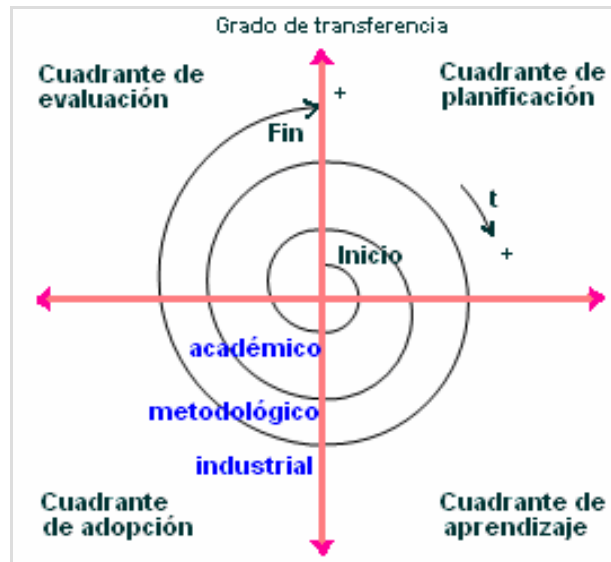 Grado de transferencia
Cuadrante de
evaluación
Cuadrante de
planificación
+
Fin
t
+
Inicio
académico
metodológico
industrial
Cuadrante
de adopción
Cuadrante de
aprendizaje